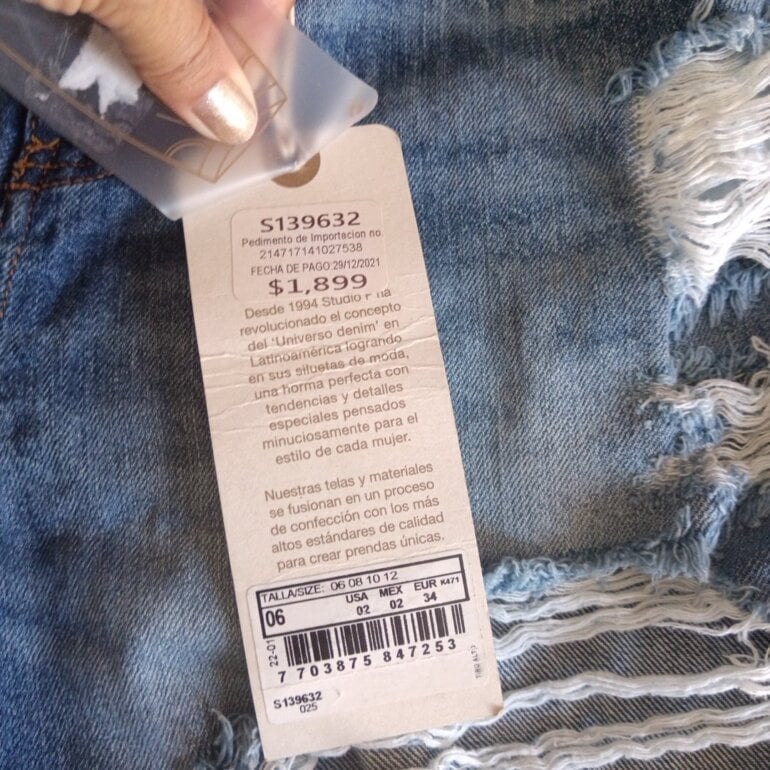 S139632
Pedimento de Importacion no.
214717141027538
FECHA DE PAGO:29/12/2021
$1,899
Desde 1994 Studio F ha
revolucionado el concepto
del 'Universo denim' en
Latinoamérica logrando
en sus siluetas de moda,
una horma perfecta con
tendencias y detalles
especiales pensados
minuciosamente para el
estilo de cada mujer.
Nuestras telas y materiales
se fusionan en un proceso
de confección con los más
altos estándares de calidad
para crear prendas únicas.
TALLA/SIZE: 06 08 10 12
06 USA MEX EUR K471
02 02 34
22-01
7 703875 847253
TIRO ALTO
S139632
025